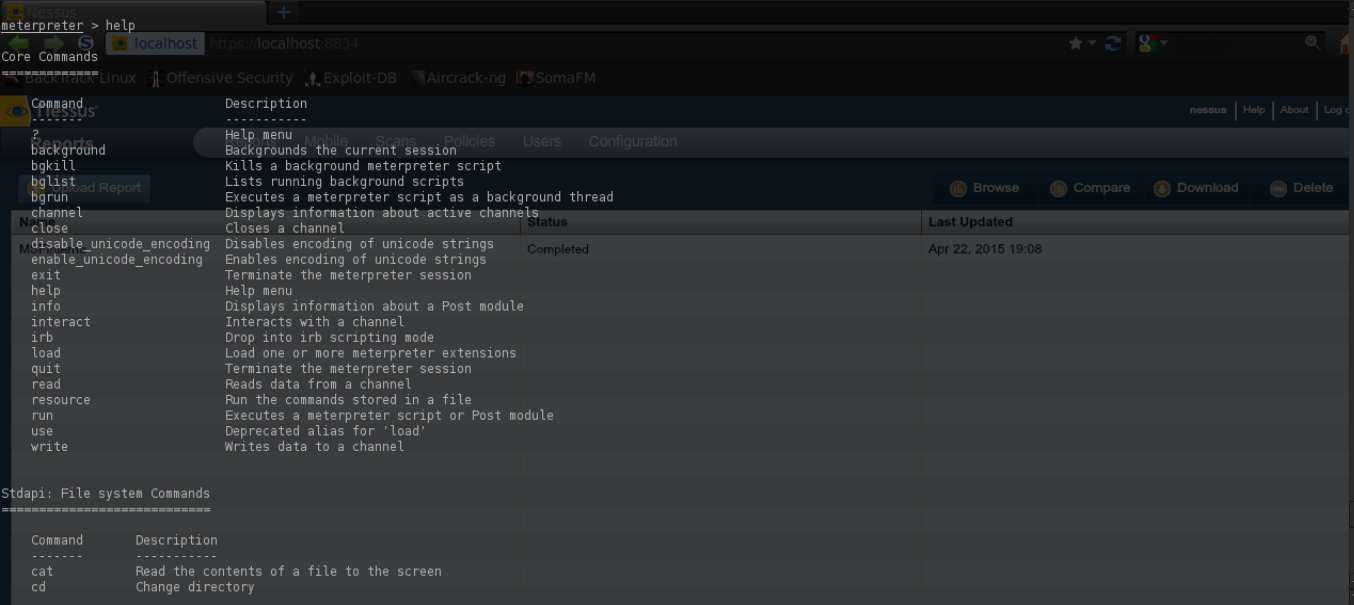 Nessus
meterpreter > help
localhost https://localhost:8834
Core Commands
=============
BackTrack Linux Offensive Security Exploit-DB Aircrack-ng SomaFM
Command Description
------- -----------
nessus Help About Log
Nessus
? Help menu
Reports Reports Mobile Scans Policies Users Configuration
background Backgrounds the current session
bgkill Kills a background meterpreter script
bglist Lists running background scripts
Upload Report Browse Compare Download Delete
bgrun Executes a meterpreter script as a background thread
channel Displays information about active channels
Name Status Last Updated
close Closes a channel
disable_unicode_encoding Disables encoding of unicode strings
Completed Apr 22, 2015 19:08
enable_unicode_encoding Enables encoding of unicode strings
exit Terminate the meterpreter session
help Help menu
info Displays information about a Post module
interact Interacts with a channel
irb Drop into irb scripting mode
load Load one or more meterpreter extensions
quit Terminate the meterpreter session
read Reads data from a channel
resource Run the commands stored in a file
run Executes a meterpreter script or Post module
use Deprecated alias for 'load'
write Writes data to a channel
Stdapi: File system Commands
============================
Command Description
------- -----------
cat Read the contents of a file to the screen
cd Change directory